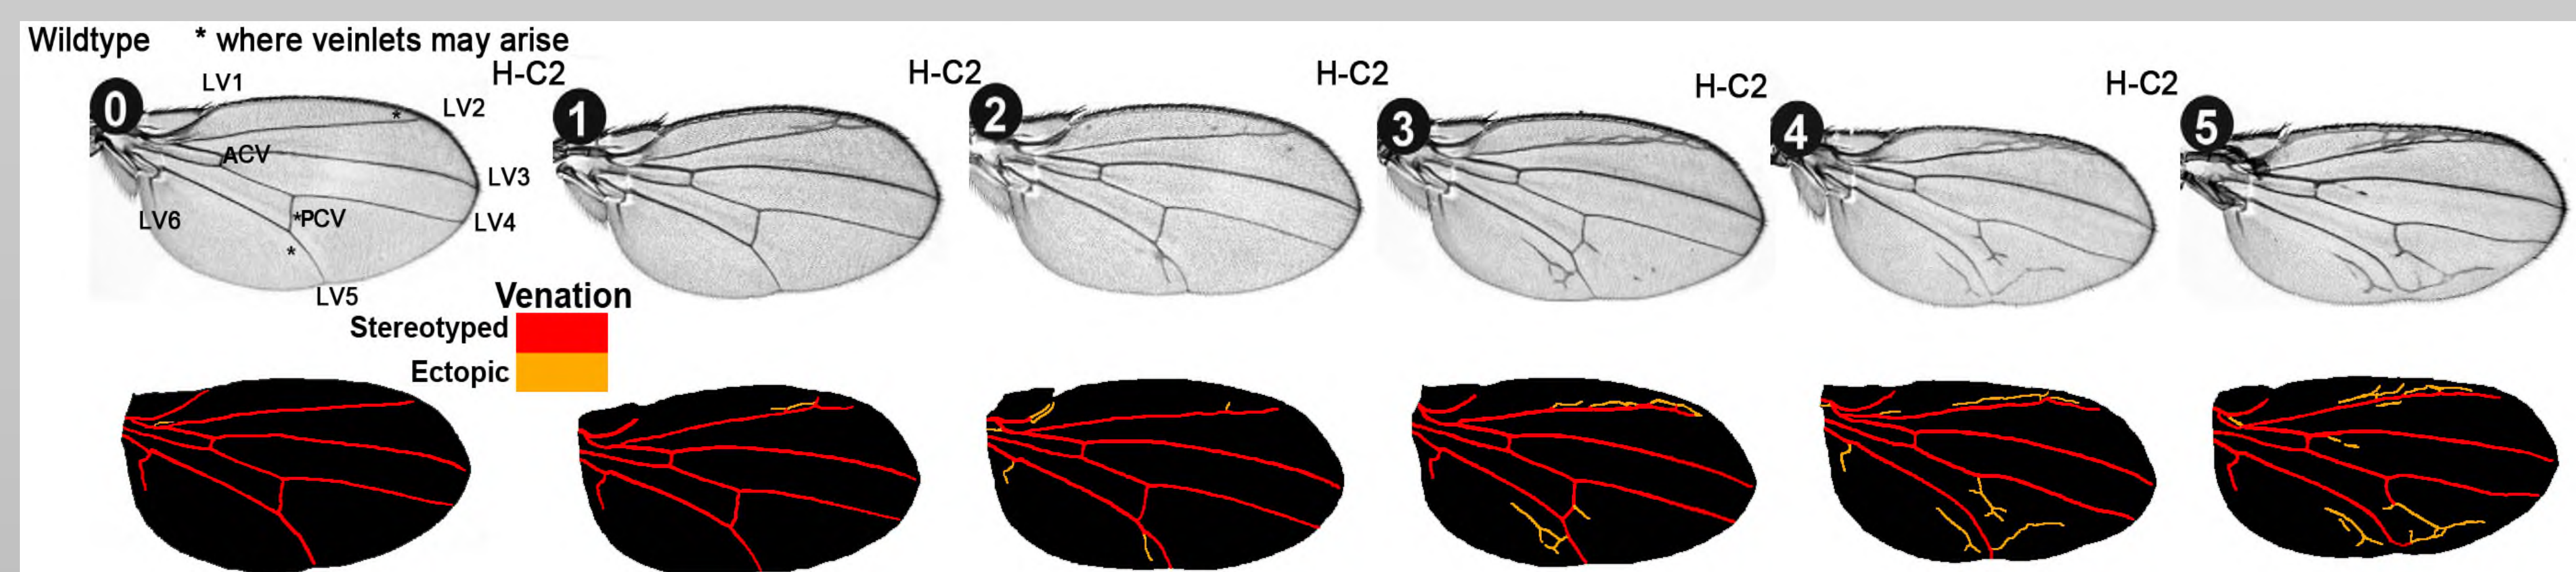 Wildtype * where veinlets may arise
H-C2 H-C2 H-C2 H-C2 H-C2
0 LV1 * LV2 1 2 3 4 5
ACV
LV3
LV6 *PCV LV4
*
LV5
Venation
Stereotyped
Ectopic